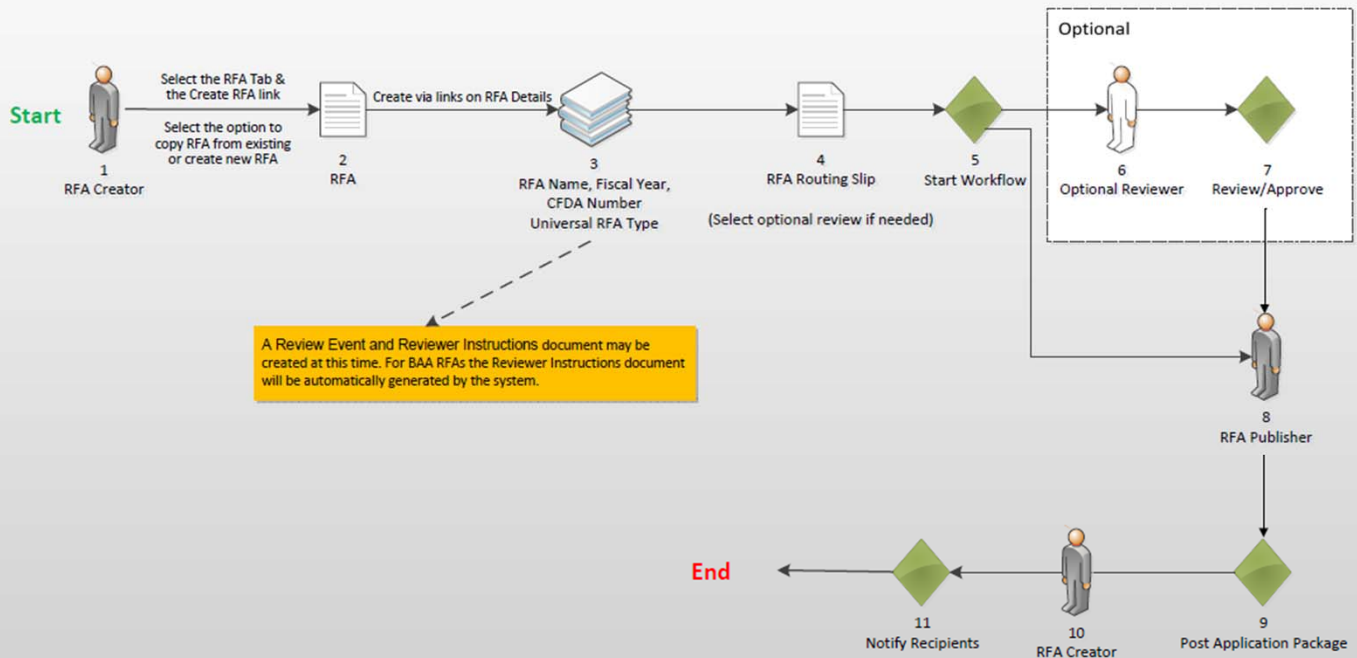 Optional
Start
Select the RFA Tab &
the Create RFA link
Select the option to
copy RFA from existing
or create new RFA
Create via links on RFA Details
1
RFA Creator
2
RFA
3
RFA Name, Fiscal Year,
CFDA Number
Universal RFA Type
4
RFA Routing Slip
(Select optional review if needed)
5
Start Workflow
6
Optional Reviewer
7
Review/Approve
A Review Event and Reviewer Instructions document may be
created at this time. For BAA RFAs the Reviewer Instructions document
will be automatically generated by the system.
8
RFA Publisher
9
Post Application Package
10
RFA Creator
11
Notify Recipients
End